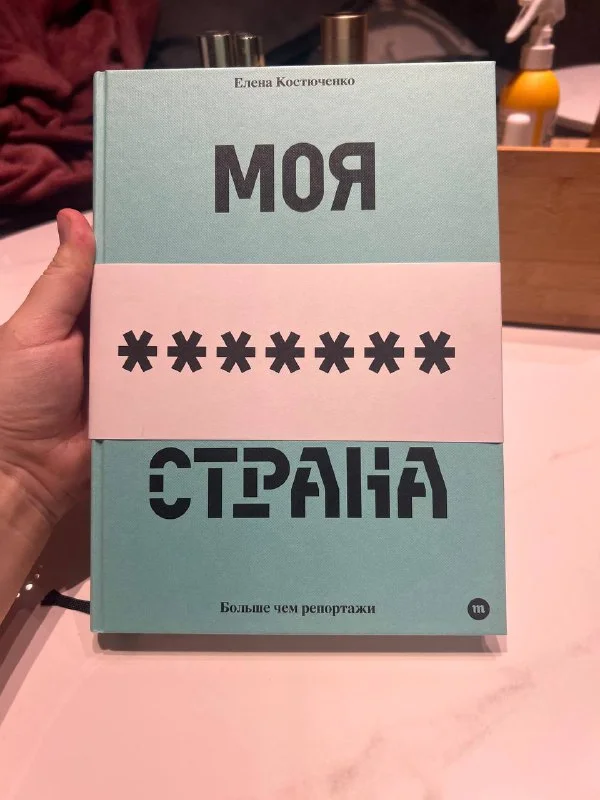 Елена Костюченко
МОЯ
*******
СТРАНА
Больше чем репортажи
m